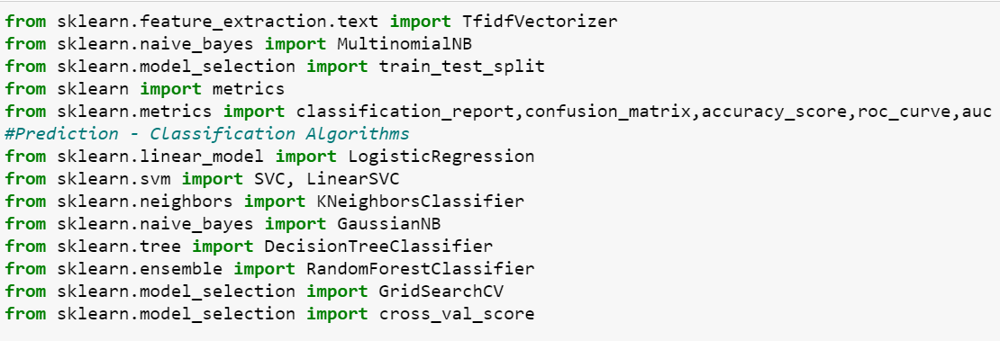 from sklearn.feature_extraction.text import TfidfVectorizer
from sklearn.naive_bayes import MultinomialNB
from sklearn.model_selection import train_test_split
from sklearn import metrics
from sklearn.metrics import classification_report,confusion_matrix,accuracy_score,roc_curve,auc
#Prediction - Classification Algorithms
from sklearn.linear_model import LogisticRegression
from sklearn.svm import SVC, LinearSVC
from sklearn.neighbors import KNeighborsClassifier
from sklearn.naive_bayes import GaussianNB
from sklearn.tree import DecisionTreeClassifier
from sklearn.ensemble import RandomForestClassifier
from sklearn.model_selection import GridSearchCV
from sklearn.model_selection import cross_val_score